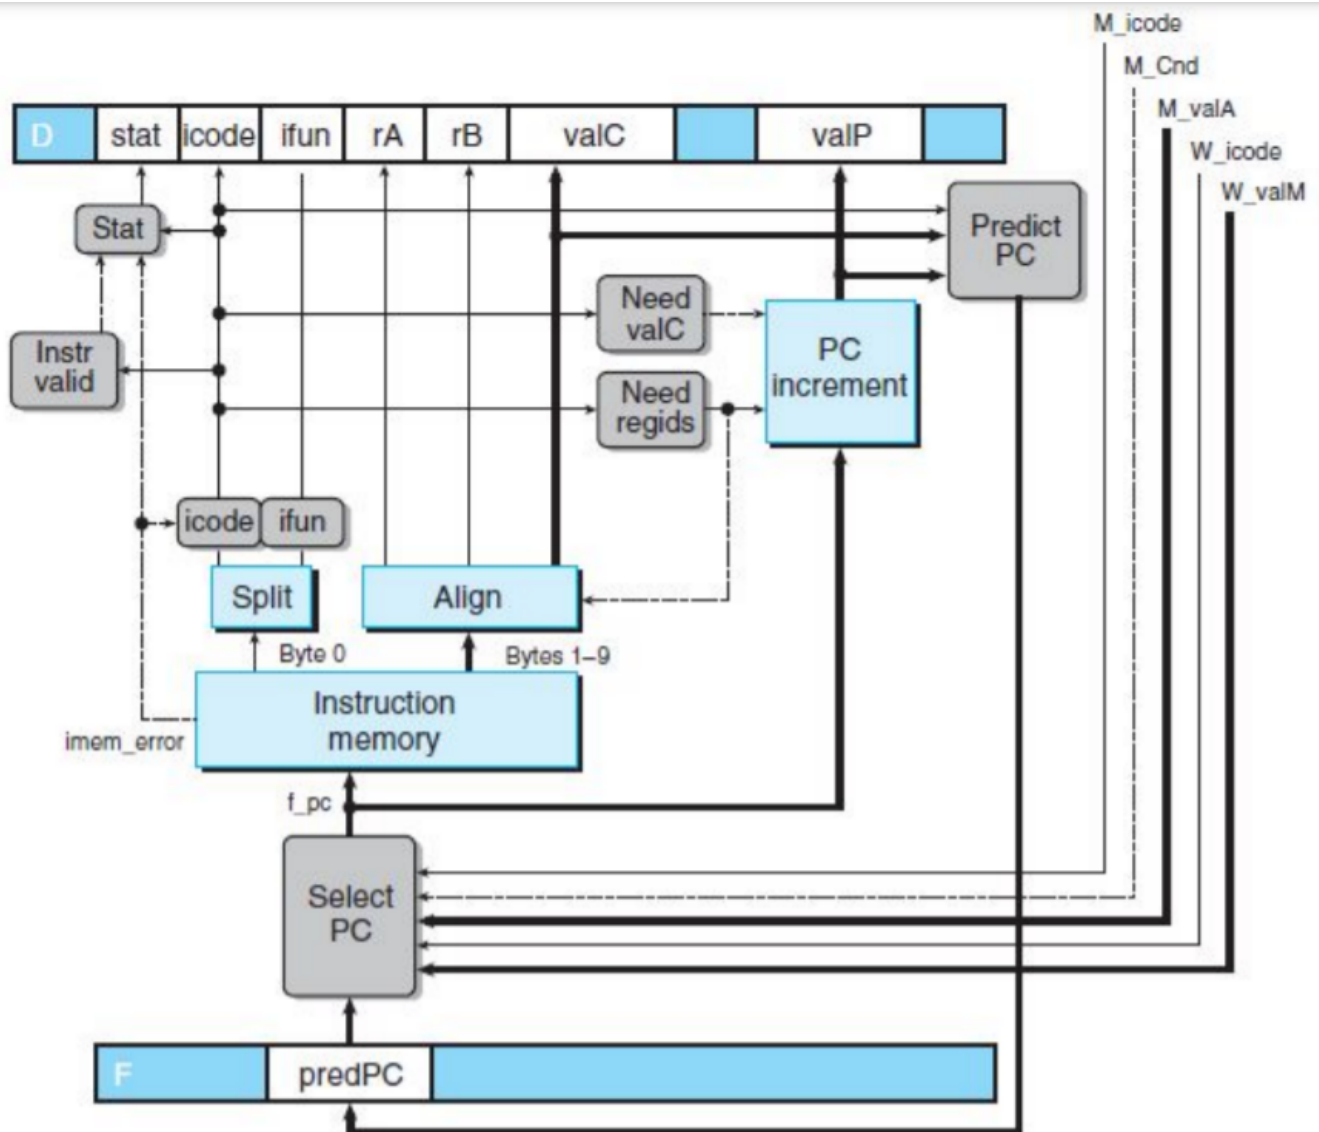 M_icode
M_Cnd
M_valA
W_icode
W_valM
D stat icode ifun rA rB valC valP
Stat
Predict
PC
Need
valC
Instr
valid
PC
increment
Need
regids
icode ifun
Split
Align
Byte 0
Bytes 1–9
Instruction
memory
imem_error
f_pc
Select
PC
F predPC